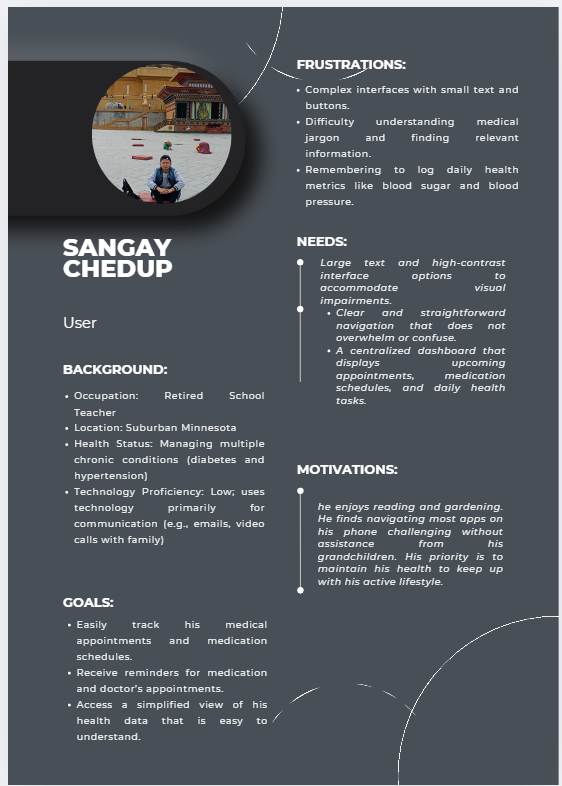 SANGAY
CHEDUP
User
BACKGROUND:
• Occupation: Retired School
Teacher
• Location: Suburban Minnesota
• Health Status: Managing multiple
chronic conditions (diabetes and
hypertension)
• Technology Proficiency: Low; uses
technology primarily for
communication (e.g., emails, video
calls with family)
GOALS:
• Easily track his medical
appointments and medication
schedules.
• Receive reminders for medication
and doctor's appointments.
• Access a simplified view of his
health data that is easy to
understand.
FRUSTRATIONS:
• Complex interfaces with small text and
buttons.
• Difficulty understanding medical
jargon and finding relevant
information.
• Remembering to log daily health
metrics like blood sugar and blood
pressure.
NEEDS:
Large text and high-contrast
interface options to
accommodate visual
impairments.
• Clear and straightforward
navigation that does not
overwhelm or confuse.
• A centralized dashboard that
displays upcoming
appointments, medication
schedules, and daily health
tasks.
MOTIVATIONS:
he enjoys reading and gardening.
He finds navigating most apps on
his phone challenging without
assistance from his
grandchildren. His priority is to
maintain his health to keep up
with his active lifestyle.